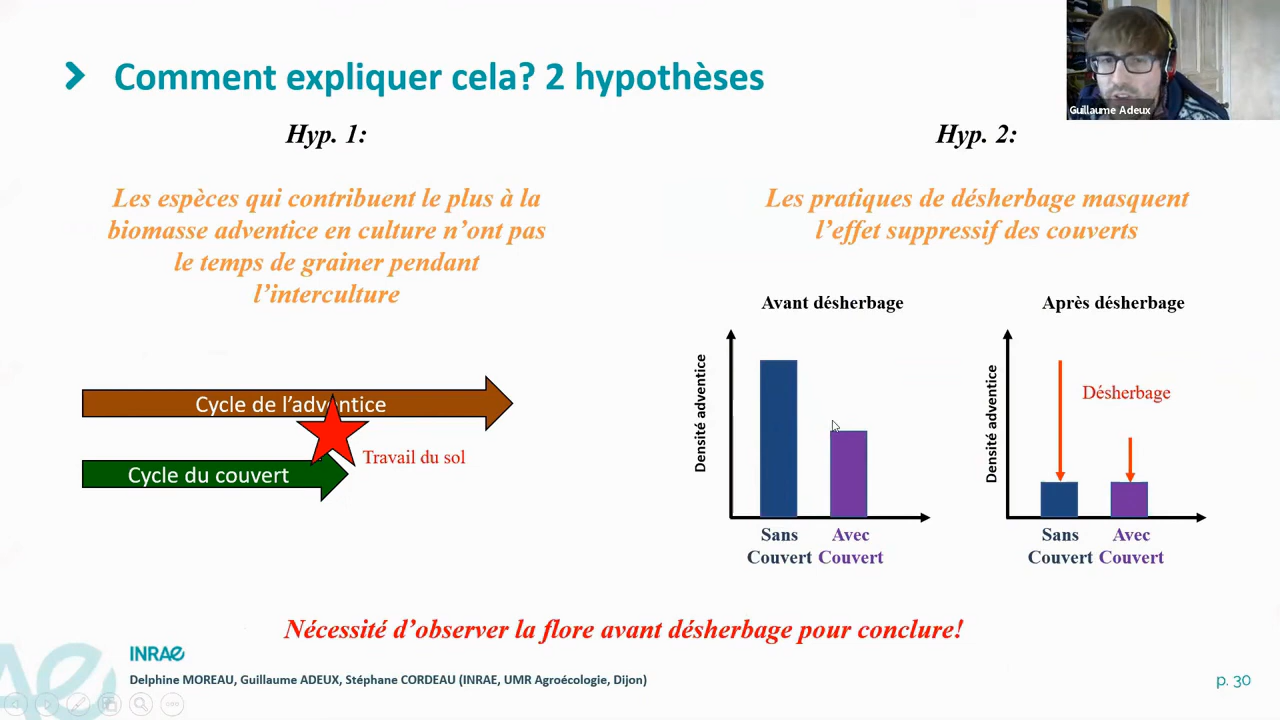 Comment expliquer cela? 2 hypothèses
Guillaume Adeux
Hyp. 1:
Les espèces qui contribuent le plus à la
biomasse adventice en culture n'ont pas
le temps de grainer pendant
l'interculture
Cycle de l'adventice
Travail du sol
Cycle du couvert
Hyp. 2:
Les pratiques de désherbage masquent
l'effet suppressif des couverts
Avant désherbage
Densité adventice
Sans
Couvert
Avec
Couvert
Après désherbage
Densité adventice
Désherbage
Sans
Couvert
Avec
Couvert
Nécessité d'observer la flore avant désherbage pour conclure!
INRAE
Delphine MOREAU, Guillaume ADEUX, Stéphane CORDEAU (INRAE, UMR Agroécologie, Dijon)
p. 30